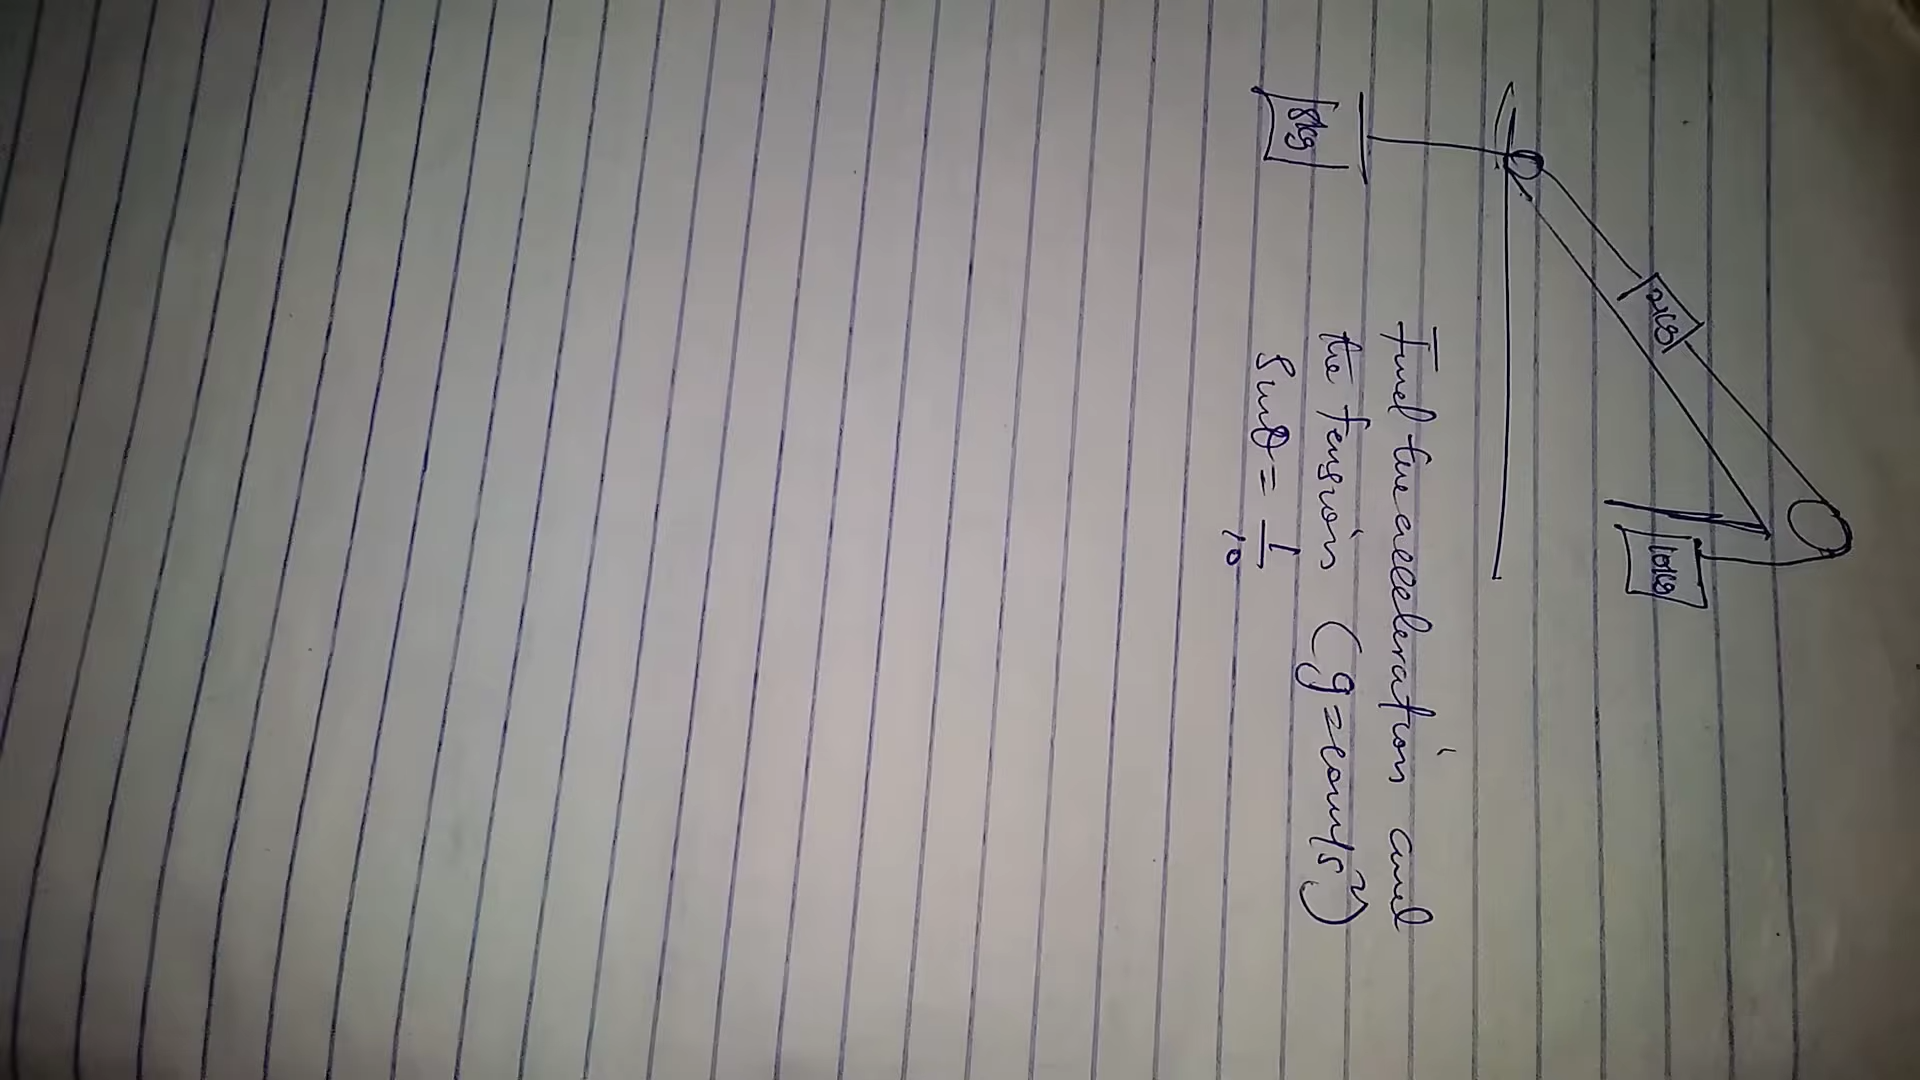 8kg
2kg
10kg
Find the acceleration and
the tension (g=10m/s²)
Sinθ = 1/10